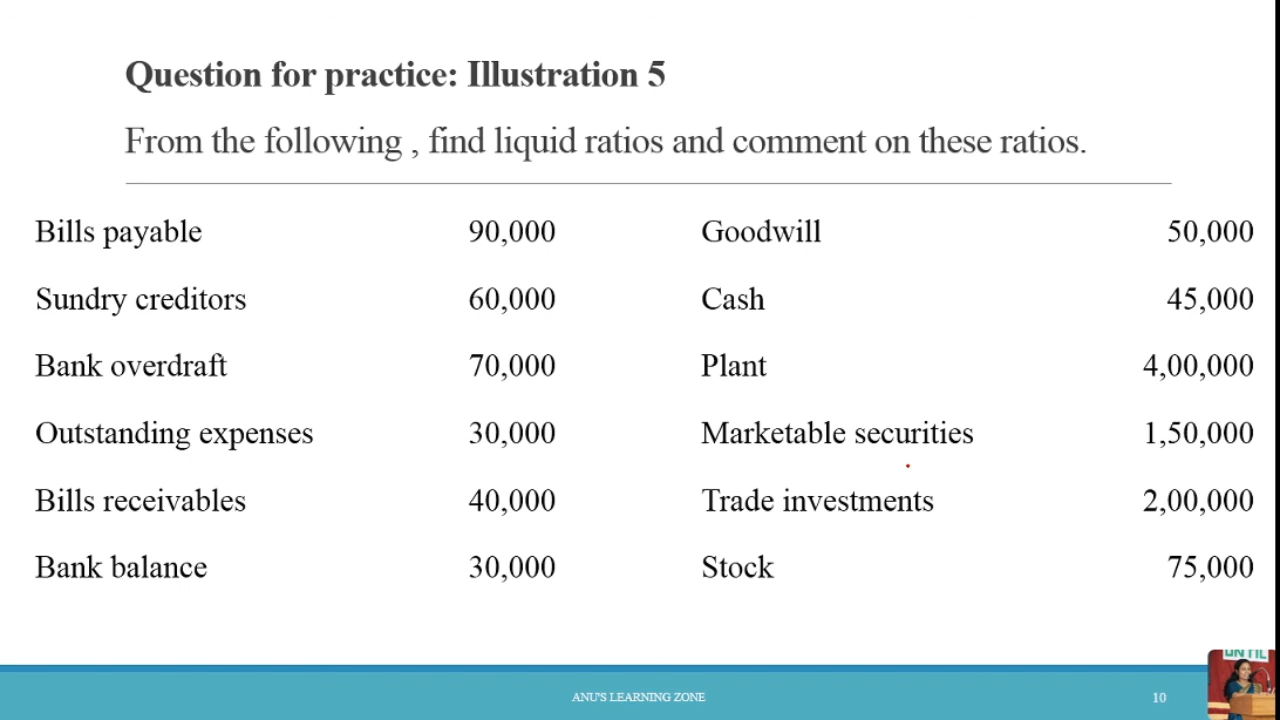 Question for practice: Illustration 5
From the following , find liquid ratios and comment on these ratios.
Bills payable 90,000 Goodwill 50,000
Sundry creditors 60,000 Cash 45,000
Bank overdraft 70,000 Plant 4,00,000
Outstanding expenses 30,000 Marketable securities 1,50,000
Bills receivables 40,000 Trade investments 2,00,000
Bank balance 30,000 Stock 75,000
ANU'S LEARNING ZONE 10